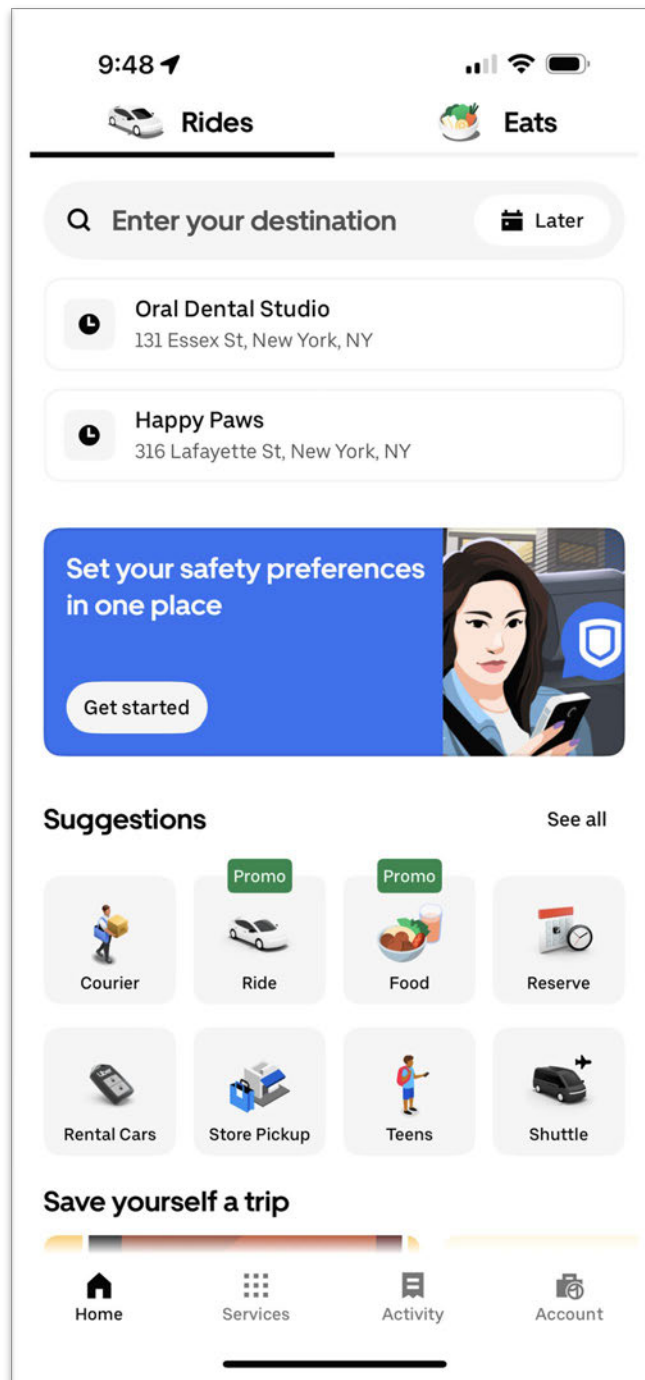 9:48
Rides
Eats
Enter your destination
Later
Oral Dental Studio
131 Essex St, New York, NY
Happy Paws
316 Lafayette St, New York, NY
Set your safety preferences
in one place
Get started
Suggestions
See all
Promo
Promo
Courier
Ride
Food
Reserve
Uber
Rental Cars
Store Pickup
Teens
Shuttle
Save yourself a trip
Home
Services
Activity
Account